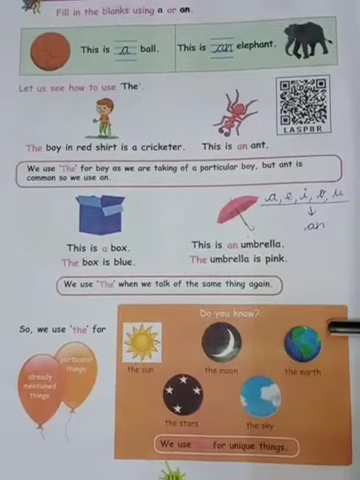 Fill in the blanks using a or an.
This is a ball. This is an elephant.
Let us see how to use 'The'.
LASPBR
The boy in red shirt is a cricketer. This is an ant.
We use 'The' for boy as we are taking of a particular boy, but ant is
common so we use an.
a, e, i, o, u
an
This is a box. This is an umbrella.
The box is blue. The umbrella is pink.
We use 'The' when we talk of the same thing again.
So, we use 'the' for
particular
things
already
mentioned
things
Do you know?
the sun the moon the earth
the stars the sky
We use for unique things.